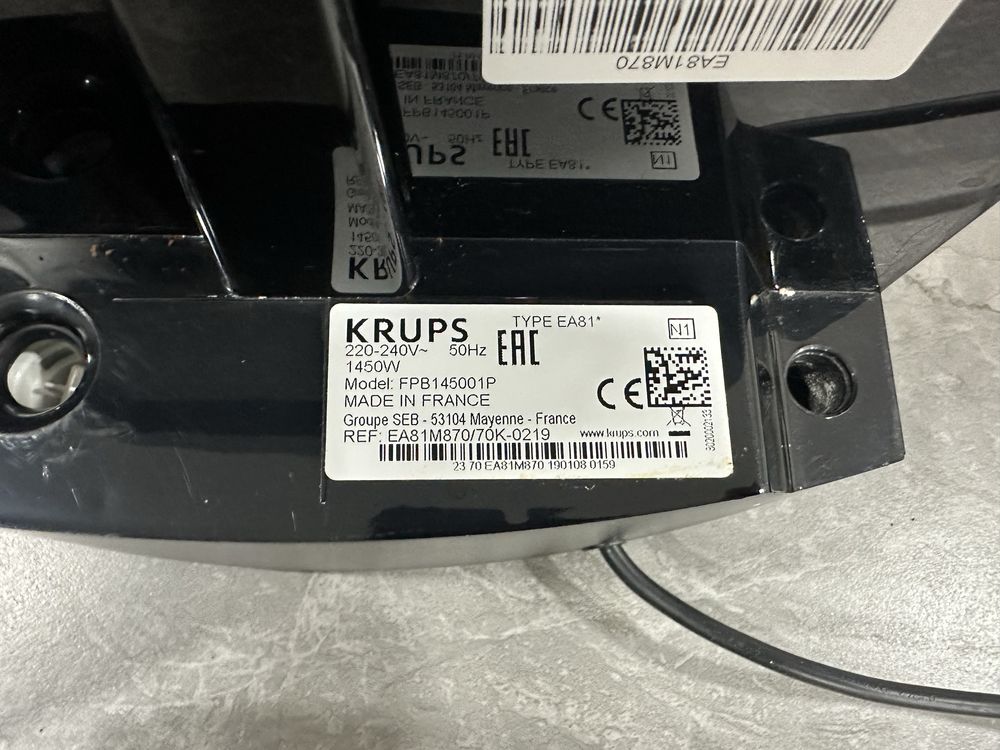 EA81M870
KRUPS
TYPE EA81*
N1
220-240V~ 50Hz
EAC
1450W
Model: FPB145001P
CE
MADE IN FRANCE
Groupe SEB - 53104 Mayenne - France
REF: EA81M870/70K-0219
www.krups.com
23 70 EA81M870 190108 0159